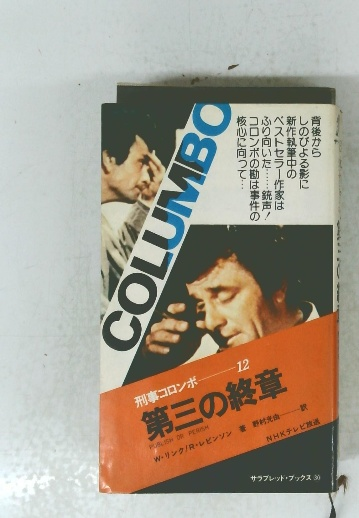 背後から
しのびよる影に
新作執筆中の
ベストセラー作家は
ふり向いた……銃声！
コロンボの勘は事件の
核心に向って…
COLUMBO
刑事コロンボ——12
第三の終章
PUBLISH OR PERISH
W・リンク/R・レビンソン 著 野村光由——訳
NHKテレビ放送
サラブレッド・ブックス 30